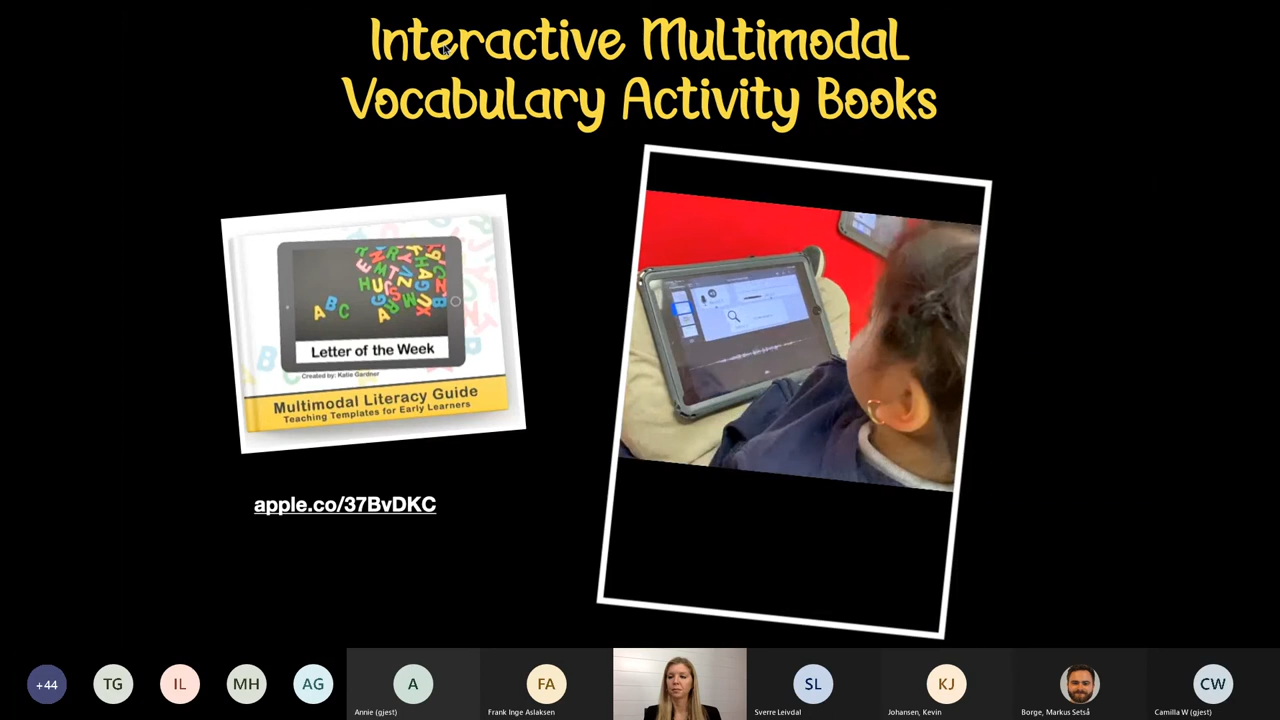 Interactive Multimodal
Vocabulary Activity Books
Letter of the Week
Created by: Katie Gardner
Multimodal Literacy Guide
Teaching Templates for Early Learners
apple.co/37BvDKC
+44
TG
IL
MH
AG
A
FA
SL
KJ
CW
Annie (gjest)
Frank Inge Aslaksen
Sverre Leivdal
Johansen, Kevin
Borge, Markus Setså
Camilla W (gjest)